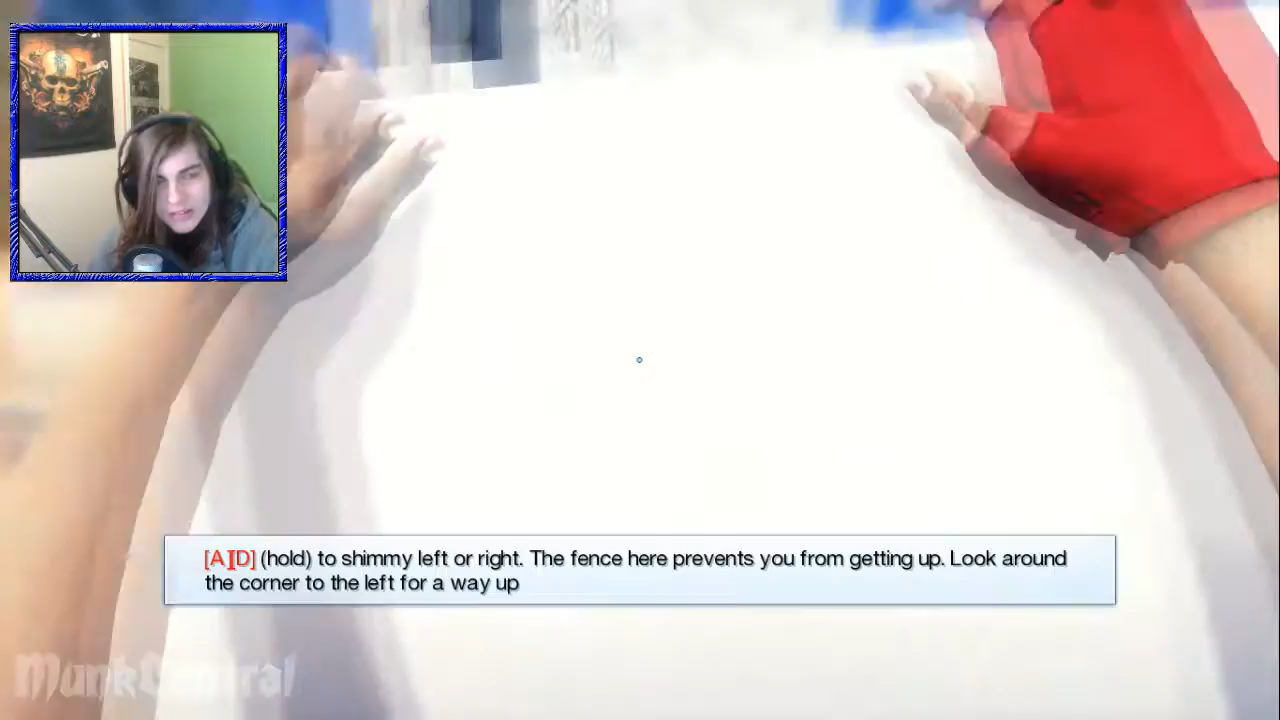 [A][D] (hold) to shimmy left or right. The fence here prevents you from getting up. Look around
the corner to the left for a way up
MunkCentral